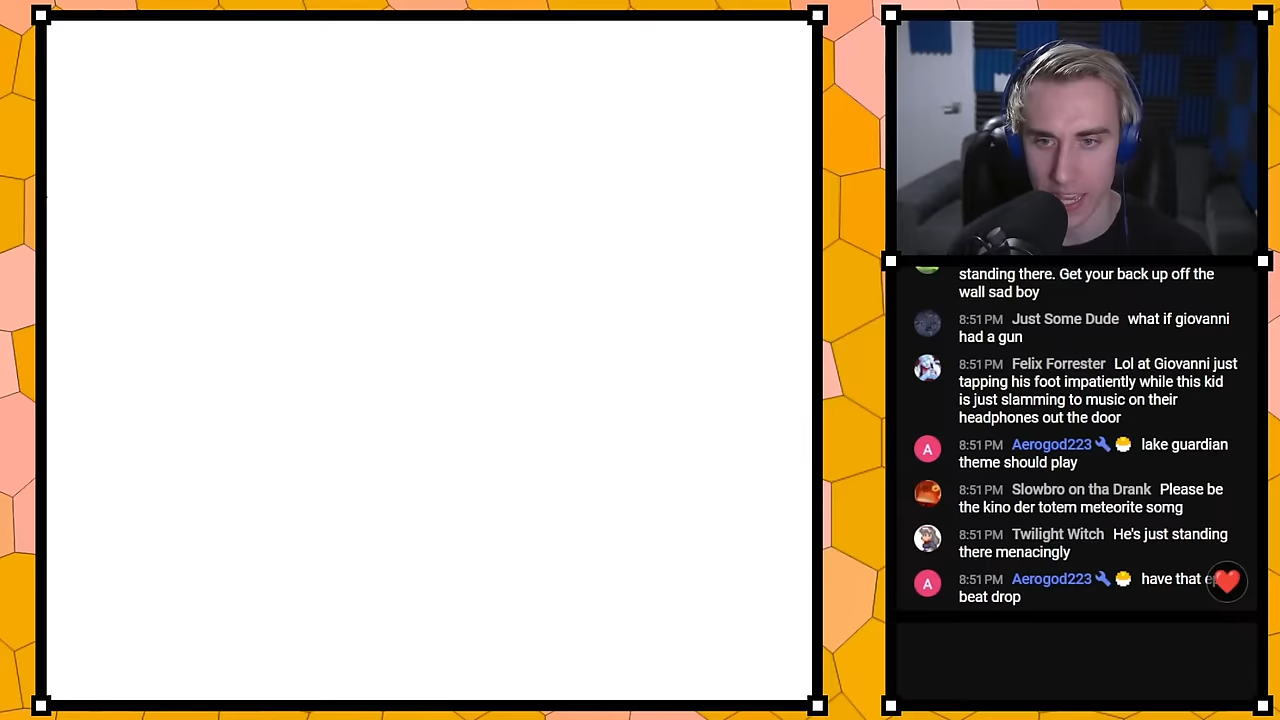 standing there. Get your back up off the
wall sad boy
8:51 PM Just Some Dude what if giovanni
had a gun
8:51 PM Felix Forrester Lol at Giovanni just
tapping his foot impatiently while this kid
is just slamming to music on their
headphones out the door
A 8:51 PM Aerogod223 lake guardian
theme should play
8:51 PM Slowbro on tha Drank Please be
the kino der totem meteorite somg
8:51 PM Twilight Witch He's just standing
there menacingly
A 8:51 PM Aerogod223 have that
beat drop